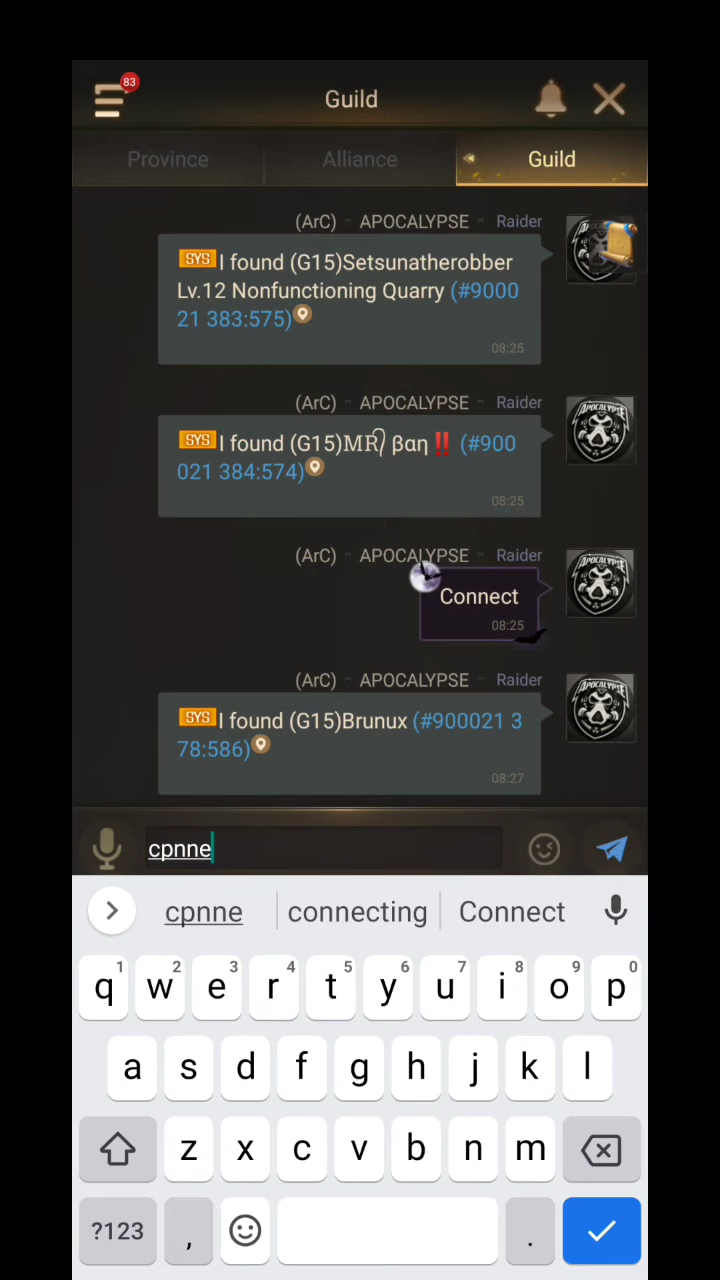 83
Guild
Province Alliance Guild
(ArC) APOCALYPSE Raider
SYS I found (G15)Setsunatherobber
Lv.12 Nonfunctioning Quarry (#9000
21 383:575)
08:25
(ArC) APOCALYPSE Raider
APOCALYPSE
SYS I found (G15)MR᭄ βαη‼️ (#900
021 384:574)
08:25
(ArC) APOCALYPSE Raider
APOCALYPSE
Connect
08:25
(ArC) APOCALYPSE Raider
APOCALYPSE
SYS I found (G15)Brunux (#900021 3
78:586)
08:27
cpnne
cpnne connecting Connect
1 2 3 4 5 6 7 8 9 0
q w e r t y u i o p
a s d f g h j k l
z x c v b n m
?123 , .